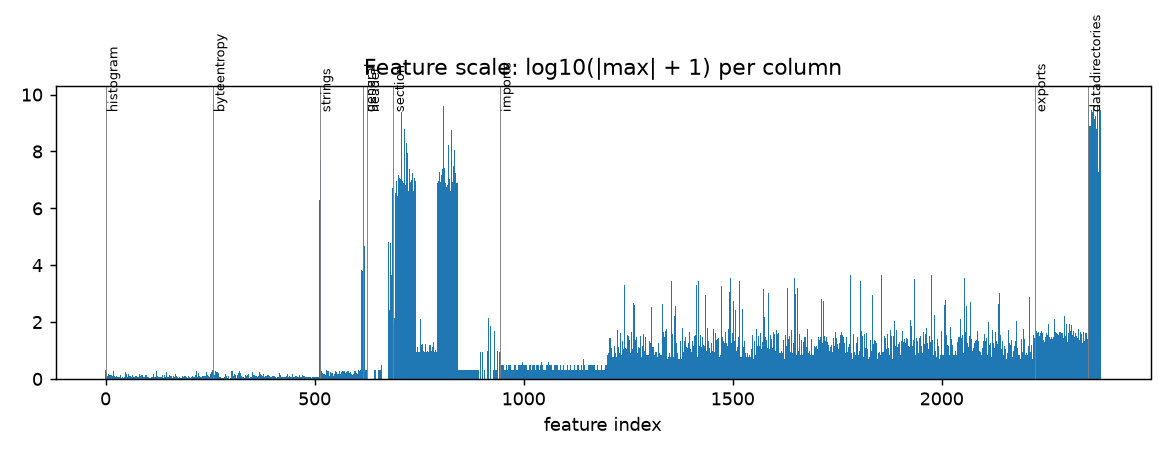 datadirectories
histogram
byteentropy
strings
section
imports
exports
Feature scale: log10(|max| + 1) per column
10
8
6
4
2
0
0 500 1000 1500 2000
feature index